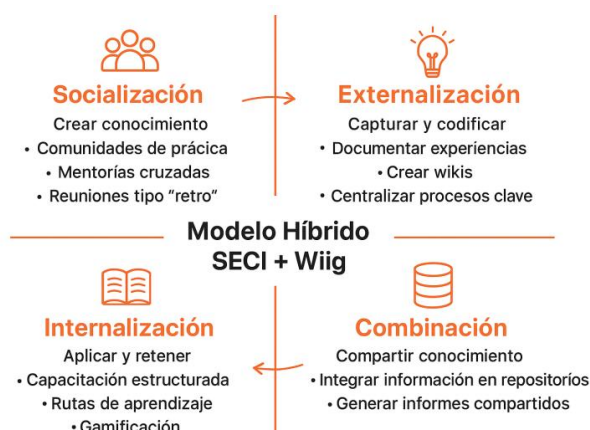 Socialización
Crear conocimiento
• Comunidades de prácica
• Mentorías cruzadas
• Reuniones tipo "retro"
Externalización
Capturar y codificar
• Documentar experiencias
• Crear wikis
• Centralizar procesos clave
Modelo Híbrido
SECI + Wiig
Internalización
Aplicar y retener
• Capacitación estructurada
• Rutas de aprendizaje
• Gamificación
Combinación
Compartir conocimiento
• Integrar información en repositoríos
• Generar informes compartidos